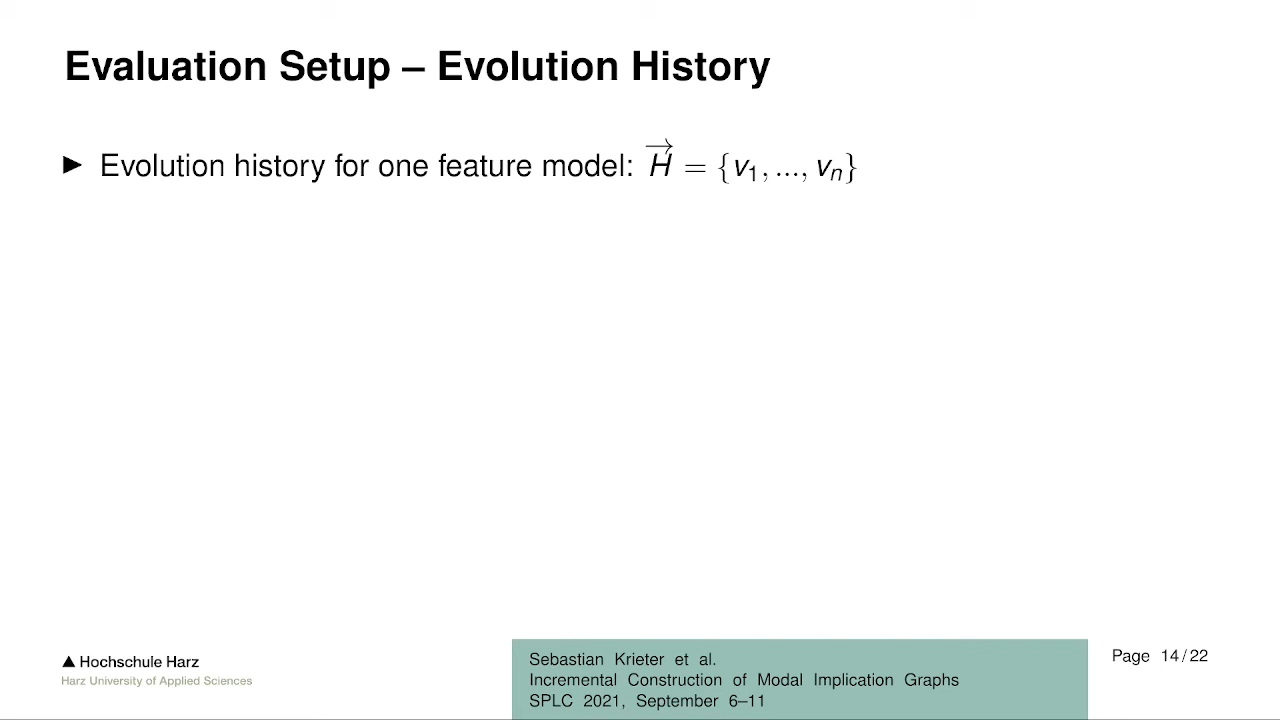 Evaluation Setup – Evolution History
▶ Evolution history for one feature model: $\overrightarrow{H} = \{v_1, ..., v_n\}$
▲ Hochschule Harz
Harz University of Applied Sciences
Sebastian Krieter et al.
Incremental Construction of Modal Implication Graphs
SPLC 2021, September 6–11
Page 14/22